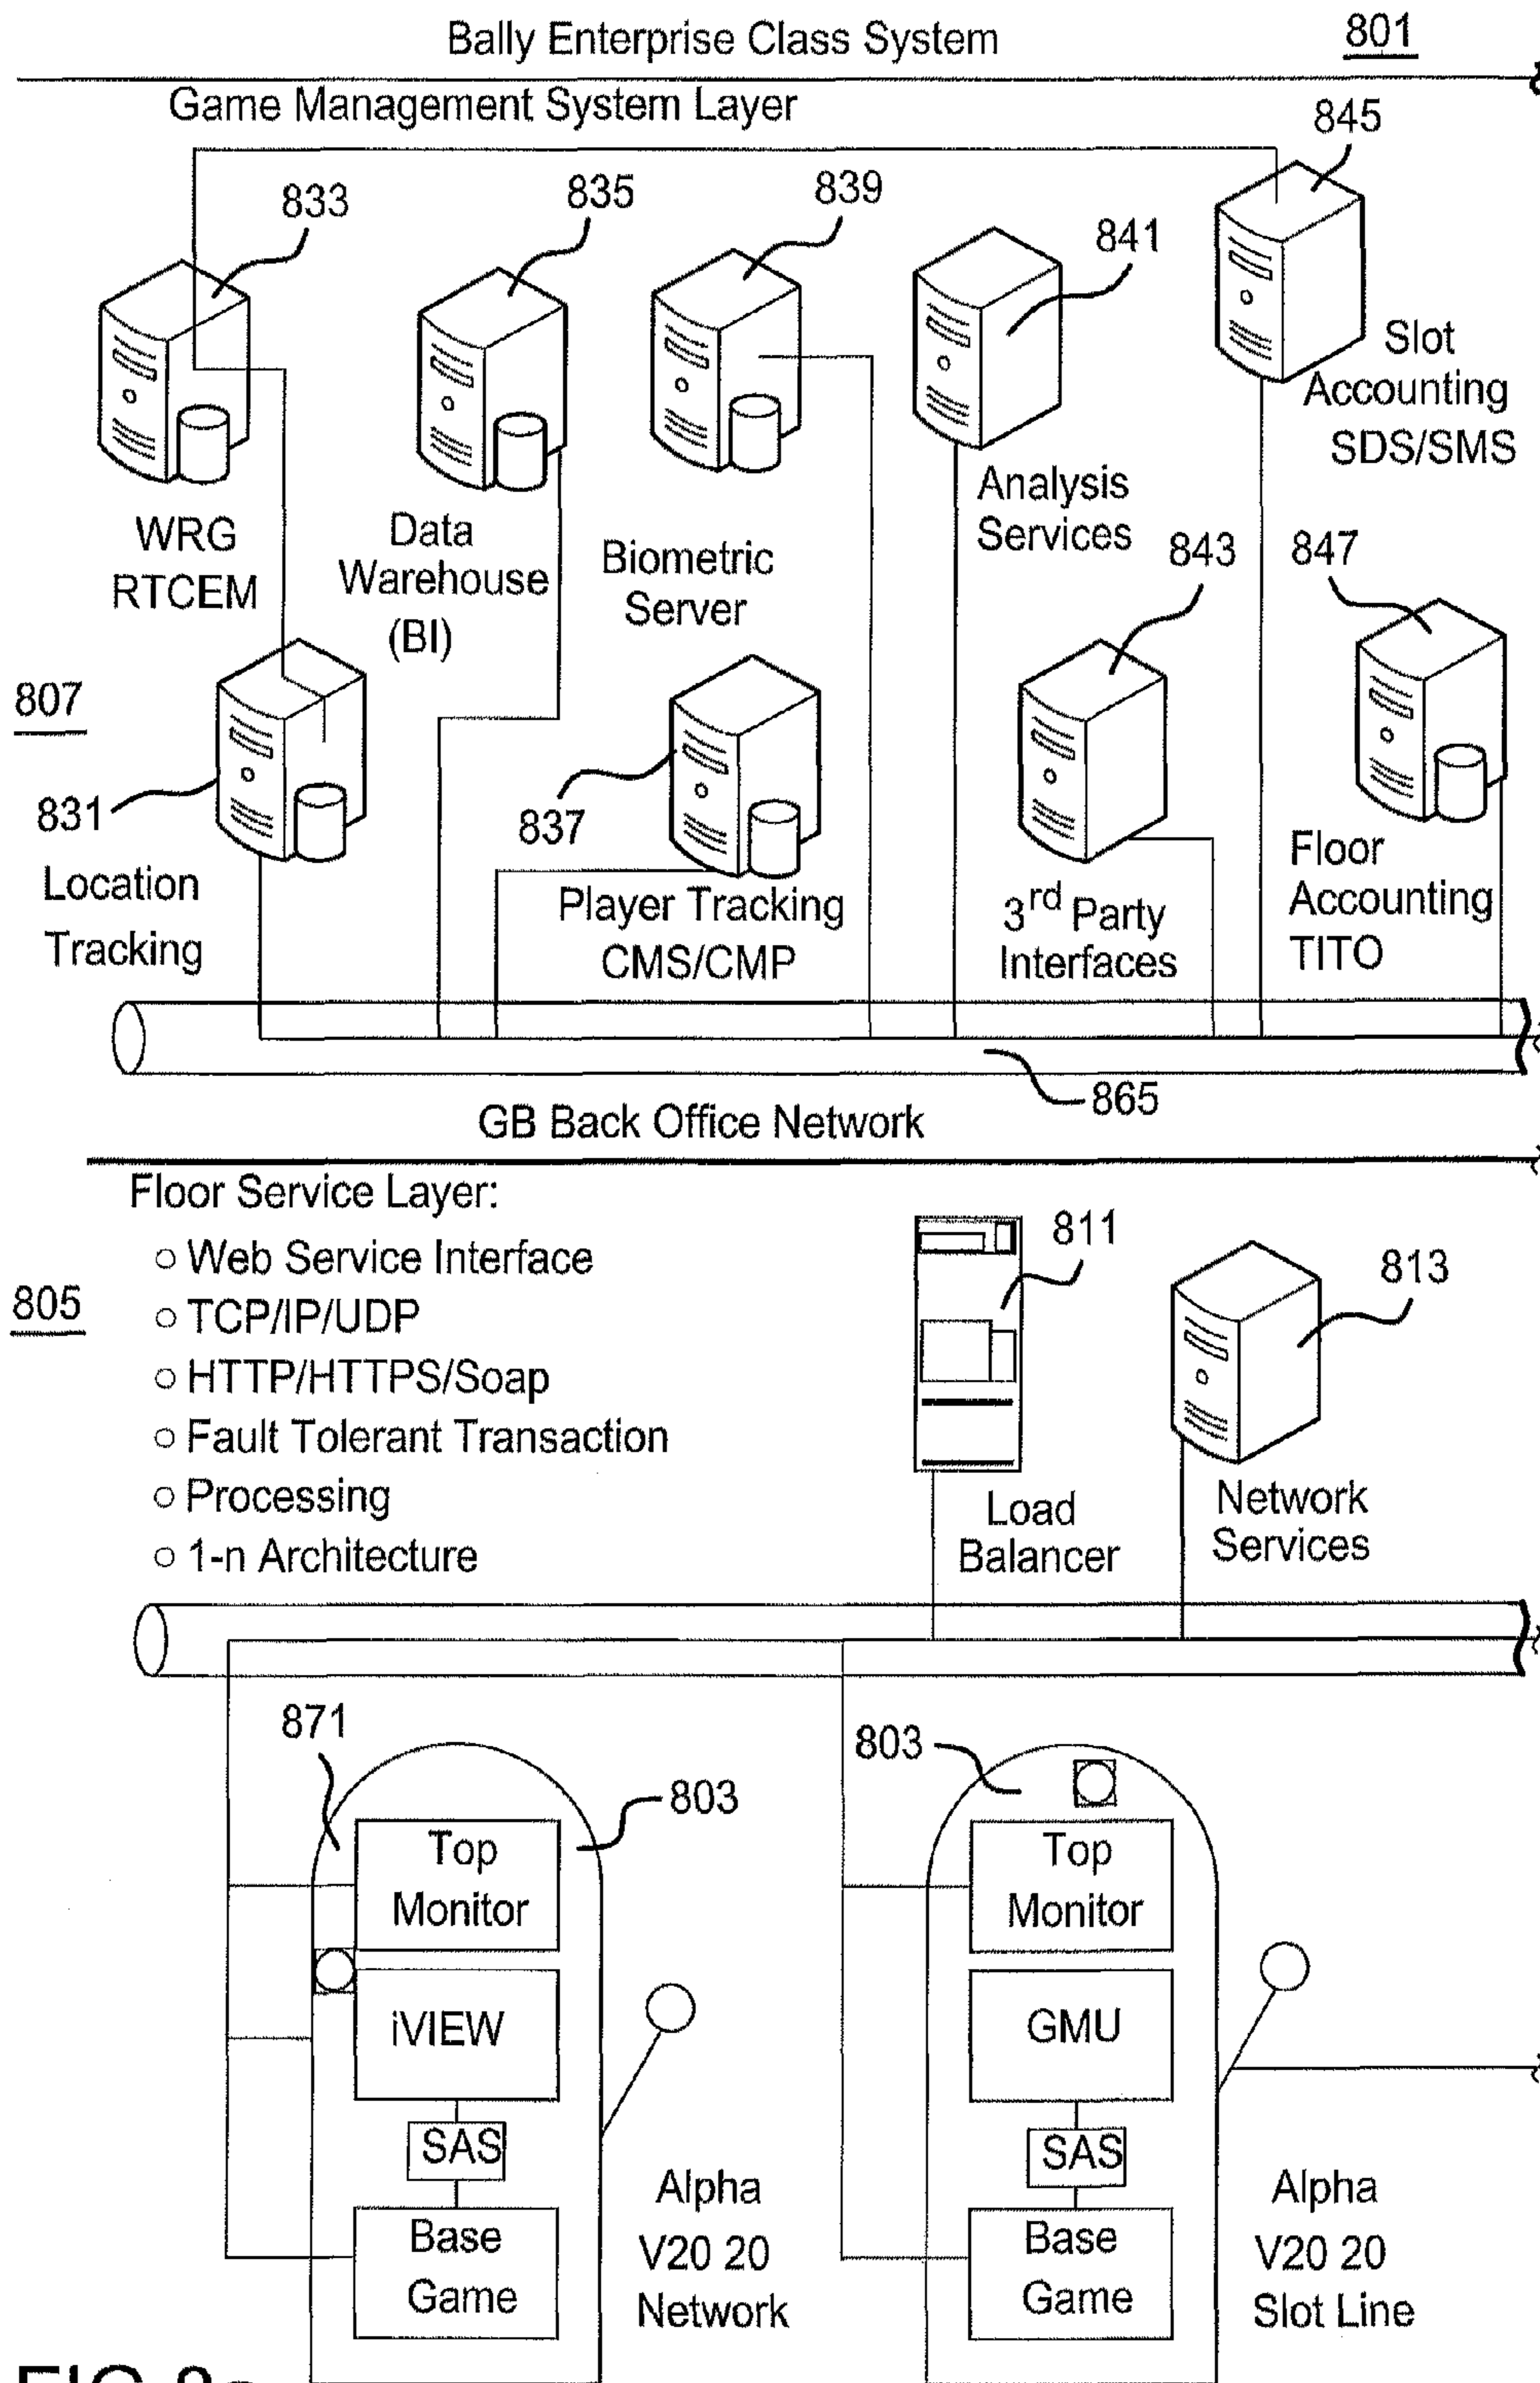 Bally Enterprise Class System
801
Game Management System Layer
845
833
835
839
841
Slot
Accounting
SDS/SMS
Analysis
Services
WRG
RTCEM
Data
Warehouse
(BI)
Biometric
Server
843
847
807
831
837
Location
Tracking
Player Tracking
CMS/CMP
3rd Party
Interfaces
Floor
Accounting
TITO
865
GB Back Office Network
Floor Service Layer:
○ Web Service Interface
○ TCP/IP/UDP
○ HTTP/HTTPS/Soap
○ Fault Tolerant Transaction
○ Processing
○ 1-n Architecture
805
811
813
Load
Balancer
Network
Services
871
803
Top
Monitor
iVIEW
SAS
Base
Game
Alpha
V20 20
Network
803
Top
Monitor
GMU
SAS
Base
Game
Alpha
V20 20
Slot Line